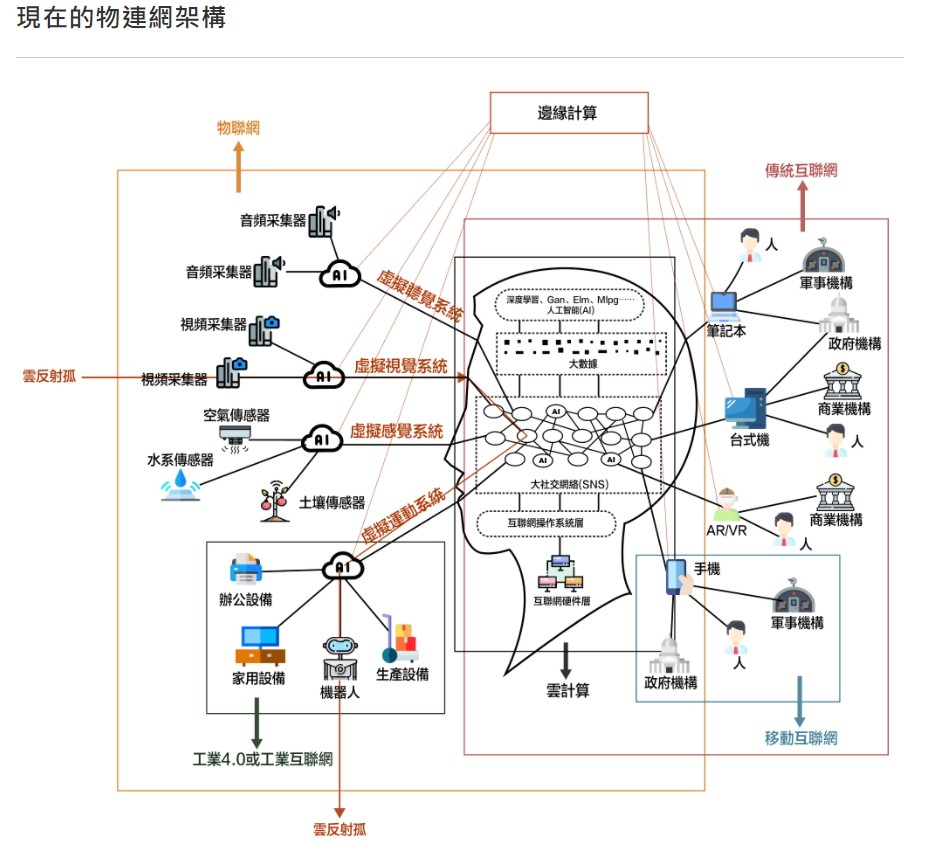 現在的物連網架構
邊緣計算
物聯網
傳統互聯網
音頻采集器
人
軍事機構
音頻采集器
AI
虛擬聽覺系統
深度學習、Gan、Elm、Mlpg……
人工智能(AI)
筆記本
政府機構
視頻采集器
大數據
雲反射孤
視頻采集器
AI
虛擬視覺系統
商業機構
空氣傳感器
AI
台式機
人
水系傳感器
AI
虛擬感覺系統
AI
AI
大社交網絡(SNS)
土壤傳感器
虛擬運動系統
互聯網操作系統層
AR/VR
商業機構
人
辦公設備
AI
互聯網硬件層
手機
軍事機構
家用設備
機器人
生產設備
雲計算
政府機構
人
工業4.0或工業互聯網
移動互聯網
雲反射孤